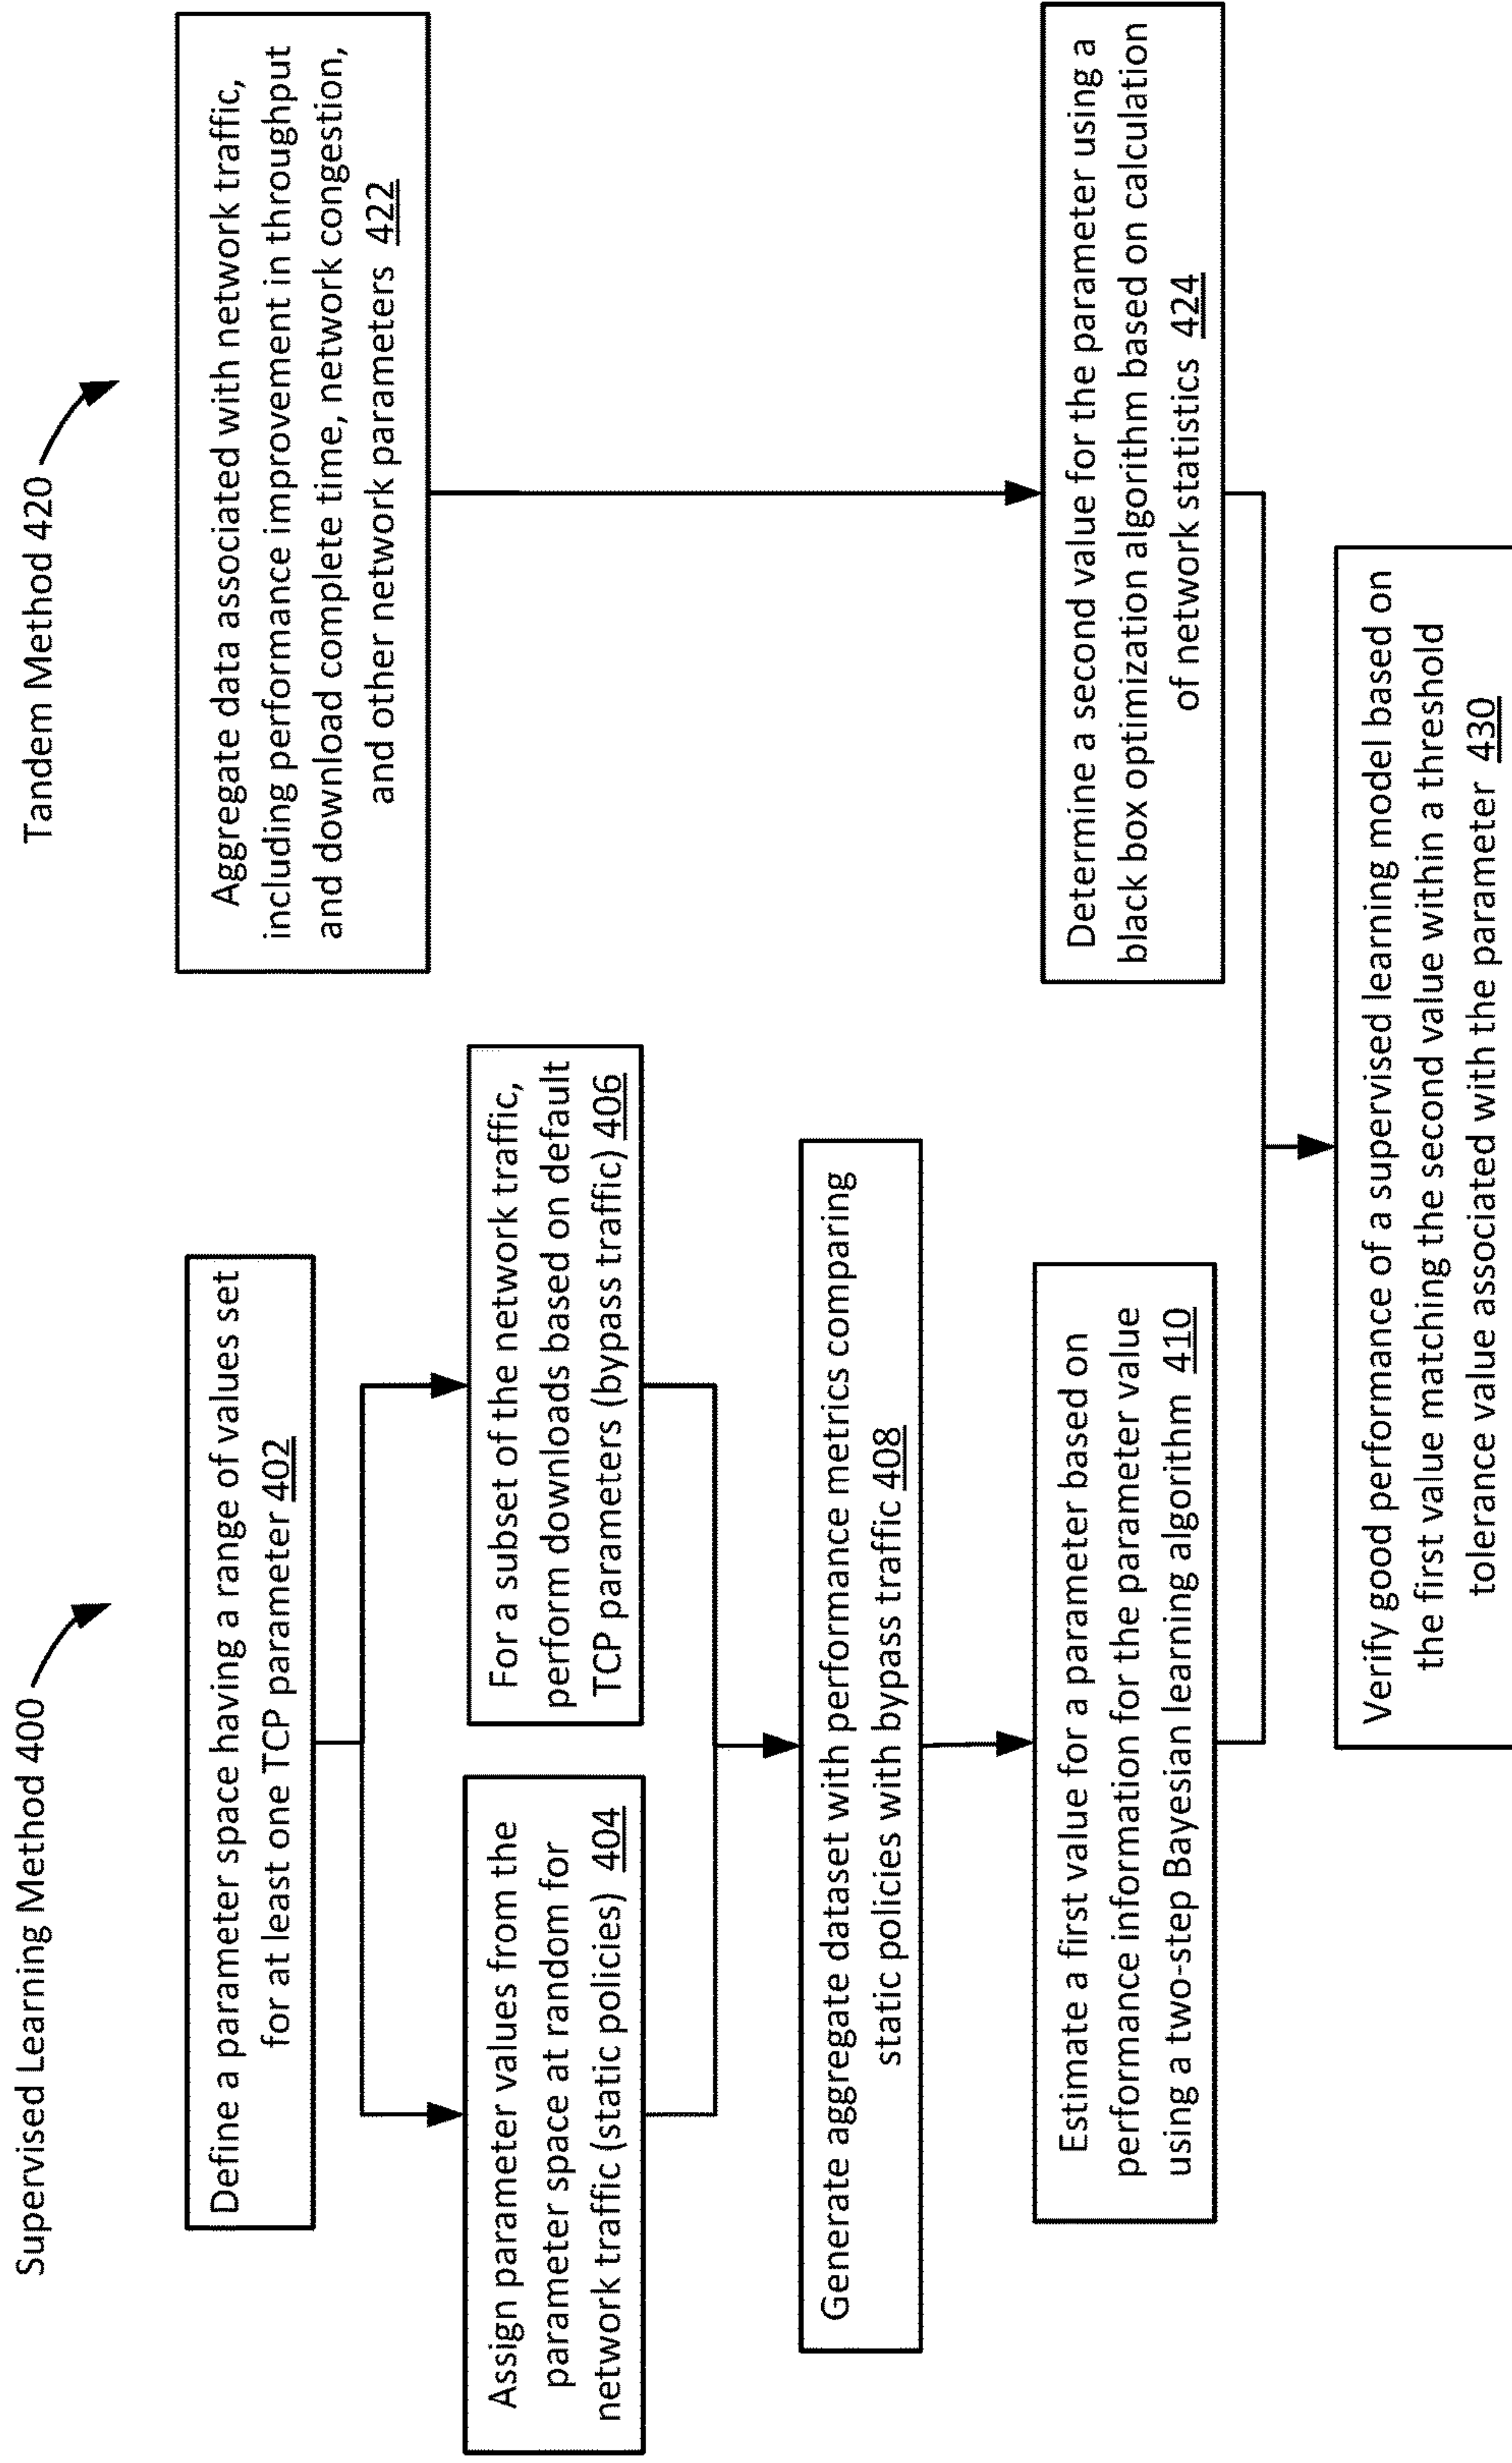 Supervised Learning Method 400
Tandem Method 420
Define a parameter space having a range of values set
for at least one TCP parameter 402
Aggregate data associated with network traffic,
including performance improvement in throughput
and download complete time, network congestion,
and other network parameters 422
Assign parameter values from the
parameter space at random for
network traffic (static policies) 404
For a subset of the network traffic,
perform downloads based on default
TCP parameters (bypass traffic) 406
Generate aggregate dataset with performance metrics comparing
static policies with bypass traffic 408
Estimate a first value for a parameter based on
performance information for the parameter value
using a two-step Bayesian learning algorithm 410
Determine a second value for the parameter using a
black box optimization algorithm based on calculation
of network statistics 424
Verify good performance of a supervised learning model based on
the first value matching the second value within a threshold
tolerance value associated with the parameter 430